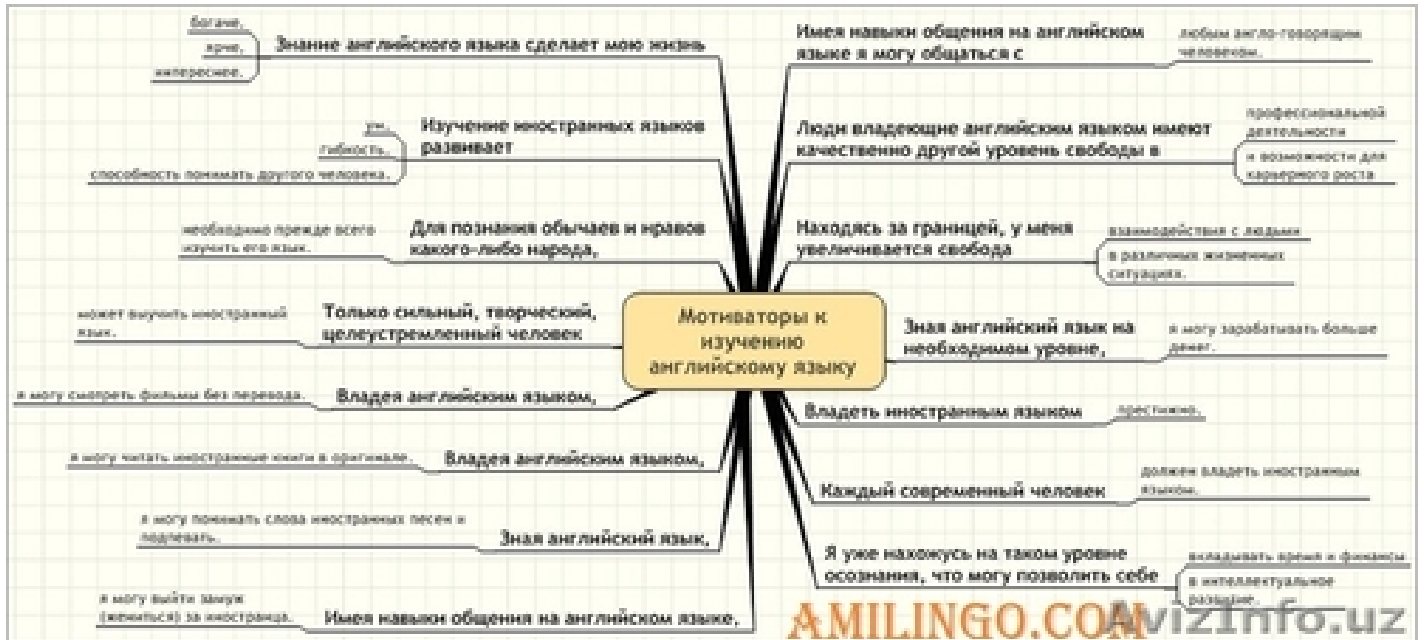 Мотиваторы к
изучению
английскому языку
Знание английского языка сделает мою жизнь
богаче,
ярче,
интереснее.
Изучение иностранных языков
развивает
ум,
гибкость,
способность понимать другого человека.
Для познания обычаев и нравов
какого-либо народа,
необходимо прежде всего
изучить его язык.
Только сильный, творческий,
целеустремленный человек
может выучить иностранный
язык.
Владея английским языком,
я могу смотреть фильмы без перевода.
Владея английским языком,
я могу читать иностранные книги в оригинале.
Зная английский язык,
я могу понимать слова иностранных песен и
подпевать.
Имея навыки общения на английском языке,
я могу выйти замуж
(жениться) за иностранца.
Имея навыки общения на английском
языке я могу общаться с
любым англо-говорящим
человеком.
Люди владеющие английским языком имеют
качественно другой уровень свободы в
профессиональной
деятельности
и возможности для
карьерного роста
Находясь за границей, у меня
увеличивается свобода
взаимодействия с людьми
в различных жизненных
ситуациях.
Зная английский язык на
необходимом уровне,
я могу зарабатывать больше
денег.
Владеть иностранным языком
престижно.
Каждый современный человек
должен владеть иностранным
языком.
Я уже нахожусь на таком уровне
осознания, что могу позволить себе
вкладывать время и финансы
в интеллектуальное
развитие.
AMILINGO.COM
AvizInfo.uz